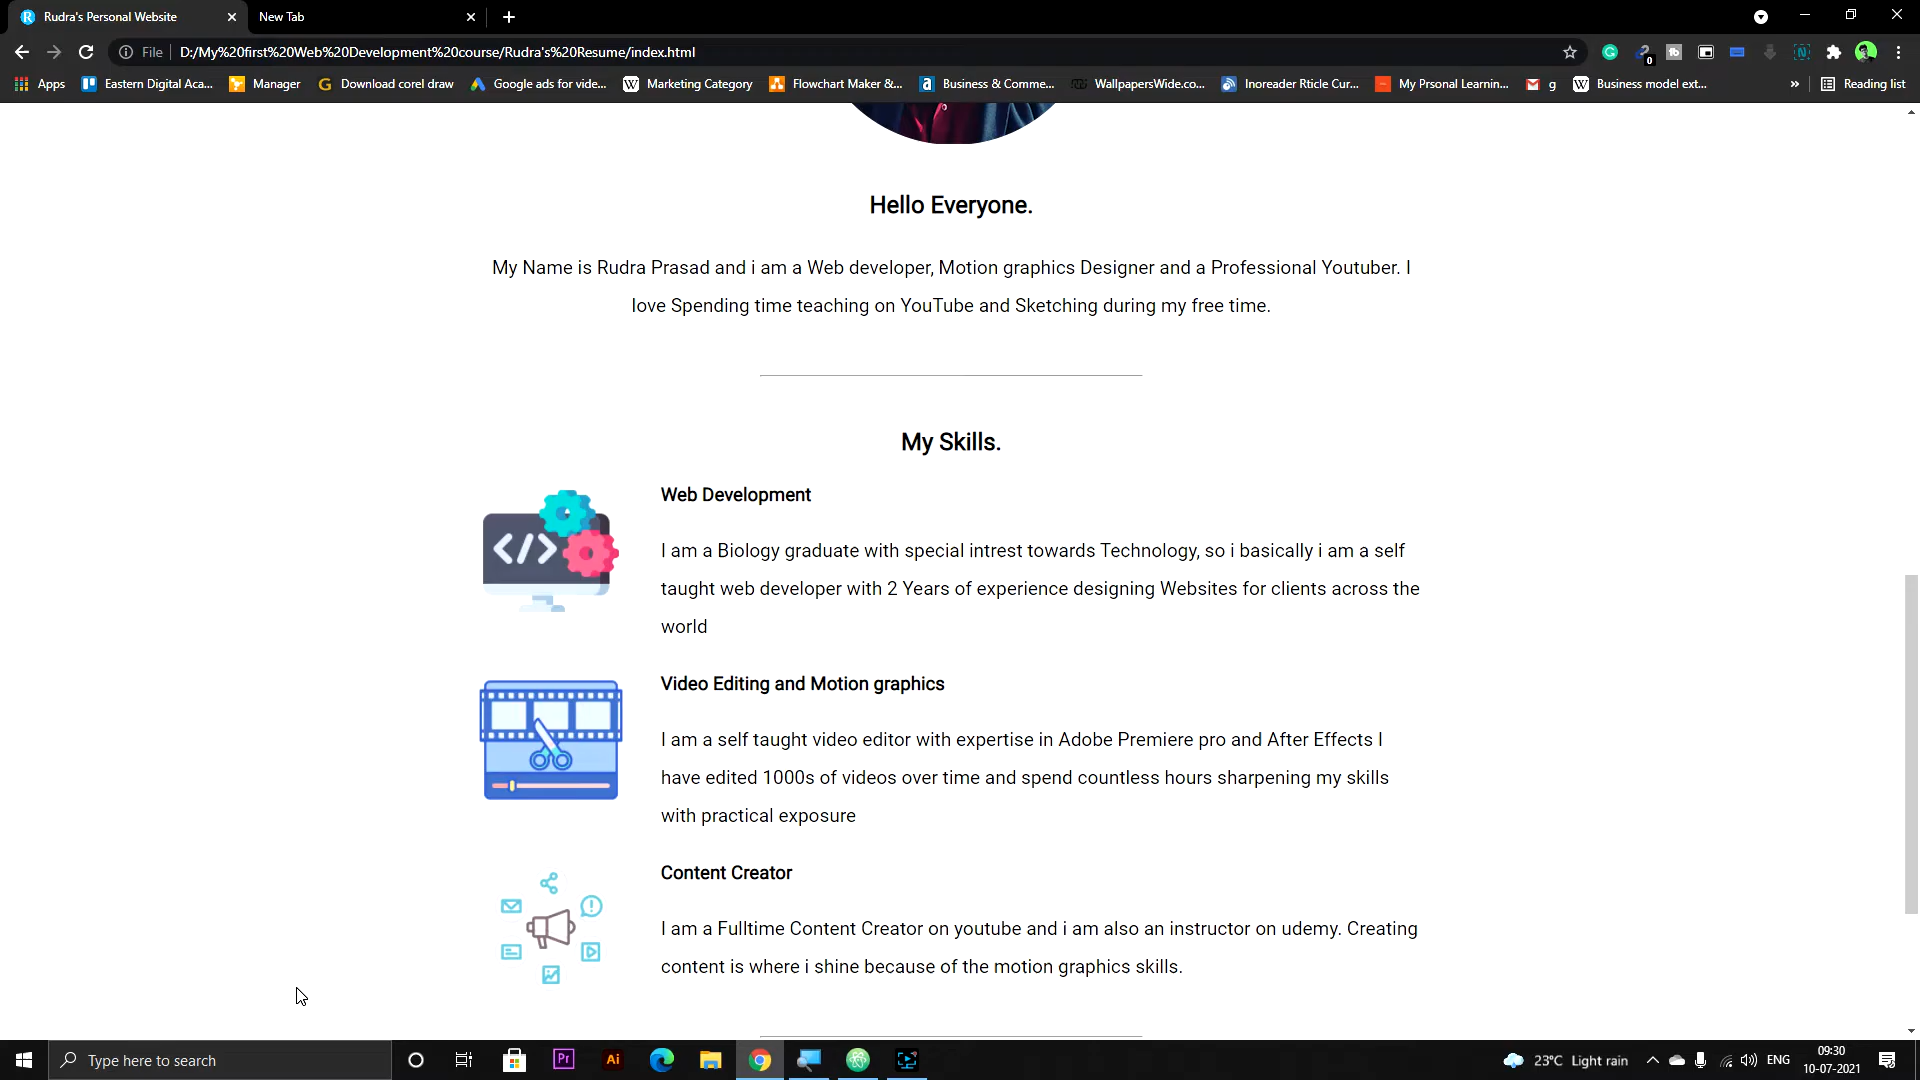 Rudra's Personal Website
New Tab
File
D:/My%20first%20Web%20Development%20course/Rudra's%20Resume/index.html
0
Apps
Eastern Digital Aca...
Manager
Download corel draw
Google ads for vide...
Marketing Category
Flowchart Maker &...
Business & Comme...
WallpapersWide.co...
Inoreader Rticle Cur...
My Prsonal Learnin...
g
Business model ext...
»
Reading list
Hello Everyone.
My Name is Rudra Prasad and i am a Web developer, Motion graphics Designer and a Professional Youtuber. I
love Spending time teaching on YouTube and Sketching during my free time.
My Skills.
Web Development
I am a Biology graduate with special intrest towards Technology, so i basically i am a self
taught web developer with 2 Years of experience designing Websites for clients across the
world
Video Editing and Motion graphics
I am a self taught video editor with expertise in Adobe Premiere pro and After Effects I
have edited 1000s of videos over time and spend countless hours sharpening my skills
with practical exposure
Content Creator
I am a Fulltime Content Creator on youtube and i am also an instructor on udemy. Creating
content is where i shine because of the motion graphics skills.
Type here to search
Pr
Ai
23°C Light rain
ENG
09:30
10-07-2021